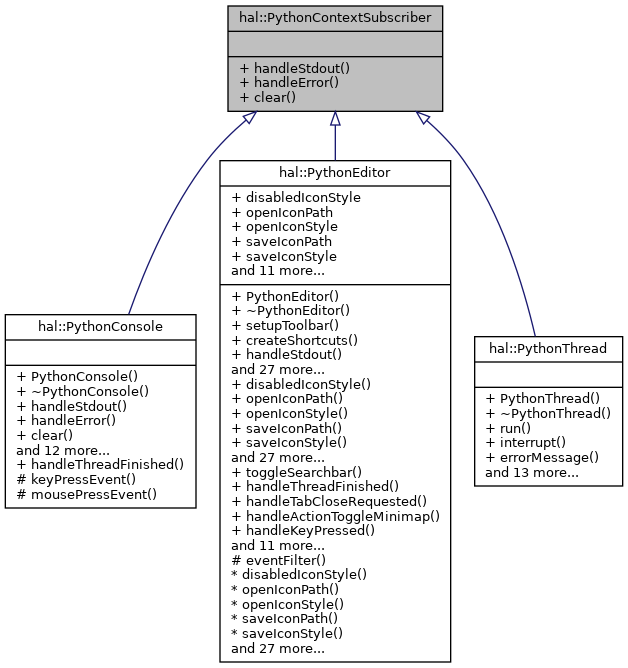 hal::PythonContextSubscriber
+ handleStdout()
+ handleError()
+ clear()
hal::PythonEditor
+ disabledIconStyle
+ openIconPath
+ openIconStyle
+ saveIconPath
+ saveIconStyle
and 11 more...
+ PythonEditor()
+ ~PythonEditor()
+ setupToolbar()
+ createShortcuts()
+ handleStdout()
and 27 more...
+ disabledIconStyle()
+ openIconPath()
+ openIconStyle()
+ saveIconPath()
+ saveIconStyle()
and 27 more...
+ toggleSearchbar()
+ handleThreadFinished()
+ handleTabCloseRequested()
+ handleActionToggleMinimap()
+ handleKeyPressed()
and 11 more...
# eventFilter()
* disabledIconStyle()
* openIconPath()
* openIconStyle()
* saveIconPath()
* saveIconStyle()
and 27 more...
hal::PythonConsole
+ PythonConsole()
+ ~PythonConsole()
+ handleStdout()
+ handleError()
+ clear()
and 12 more...
+ handleThreadFinished()
# keyPressEvent()
# mousePressEvent()
hal::PythonThread
+ PythonThread()
+ ~PythonThread()
+ run()
+ interrupt()
+ errorMessage()
and 13 more...